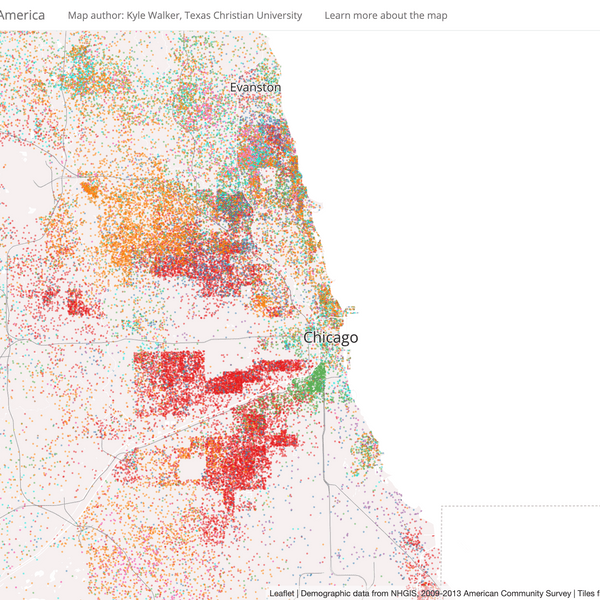 America
Map author: Kyle Walker, Texas Christian University
Learn more about the map
Evanston
Chicago
Leaflet | Demographic data from NHGIS, 2009-2013 American Community Survey | Tiles f